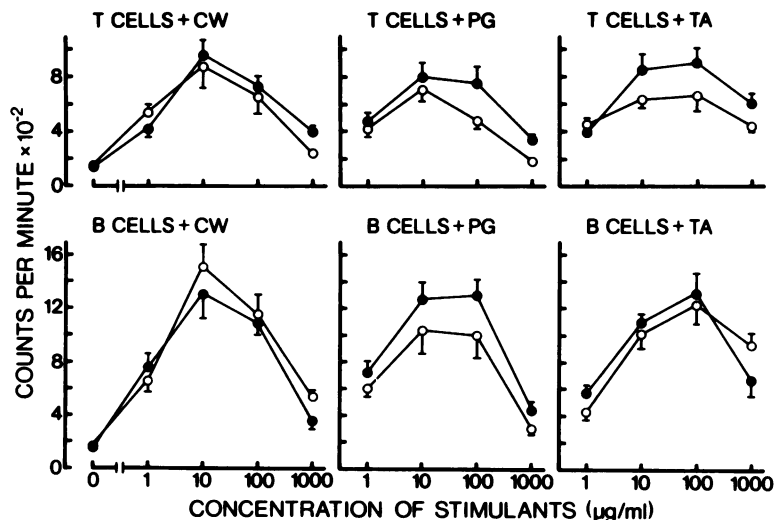 T CELLS + CW T CELLS + PG T CELLS + TA
8
4
0
B CELLS + CW B CELLS + PG B CELLS + TA
16
12
8
4
0
0 1 10 100 1000 1 10 100 1000 1 10 100 1000
COUNTS PER MINUTE ×10-2
CONCENTRATION OF STIMULANTS (µg/ml)